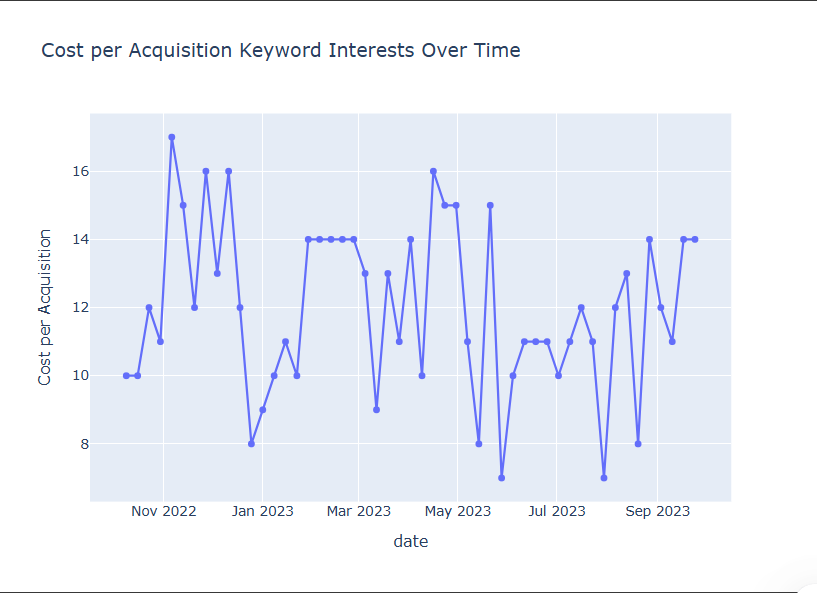 Cost per Acquisition Keyword Interests Over Time
Cost per Acquisition
16
14
12
10
8
Nov 2022 Jan 2023 Mar 2023 May 2023 Jul 2023 Sep 2023
date